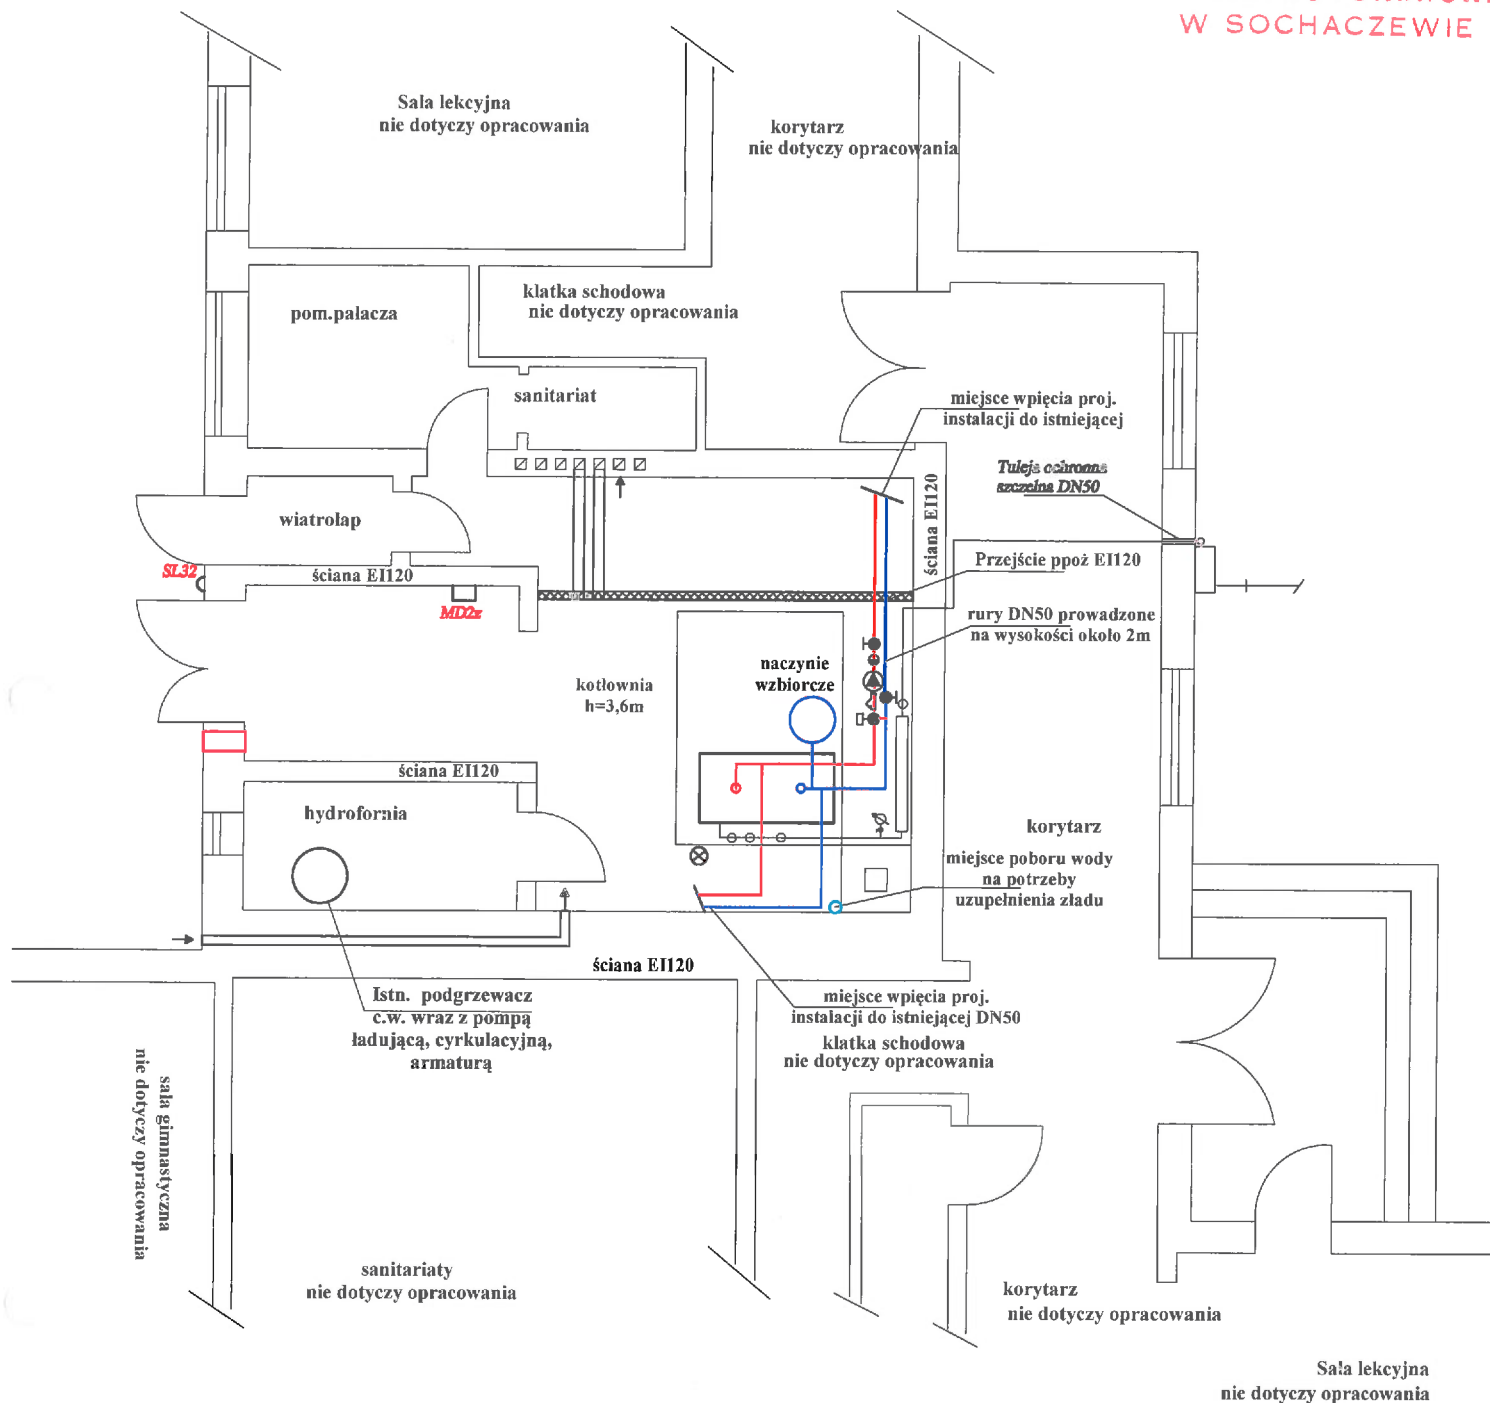 W SOCHACZEWIE
Sala lekcyjna
nie dotyczy opracowania
korytarz
nie dotyczy opracowania
klatka schodowa
nie dotyczy opracowania
pom.palacza
sanitariat
miejsce wpięcia proj.
instalacji do istniejącej
Tuleja ochronna
szczelna DN50
ściana EI120
wiatrołap
Przejście ppoż EI120
SL32
ściana EI120
MD2z
rury DN50 prowadzone
na wysokości około 2m
naczynie
wzbiorcze
kotłownia
h=3,6m
ściana EI120
hydrofornia
korytarz
miejsce poboru wody
na potrzeby
uzupełnienia zładu
ściana EI120
Istn. podgrzewacz
c.w. wraz z pompą
ładującą, cyrkulacyjną,
armaturą
miejsce wpięcia proj.
instalacji do istniejącej DN50
klatka schodowa
nie dotyczy opracowania
sala gimnastyczna
nie dotyczy opracowania
sanitariaty
nie dotyczy opracowania
korytarz
nie dotyczy opracowania
Sala lekcyjna
nie dotyczy opracowania